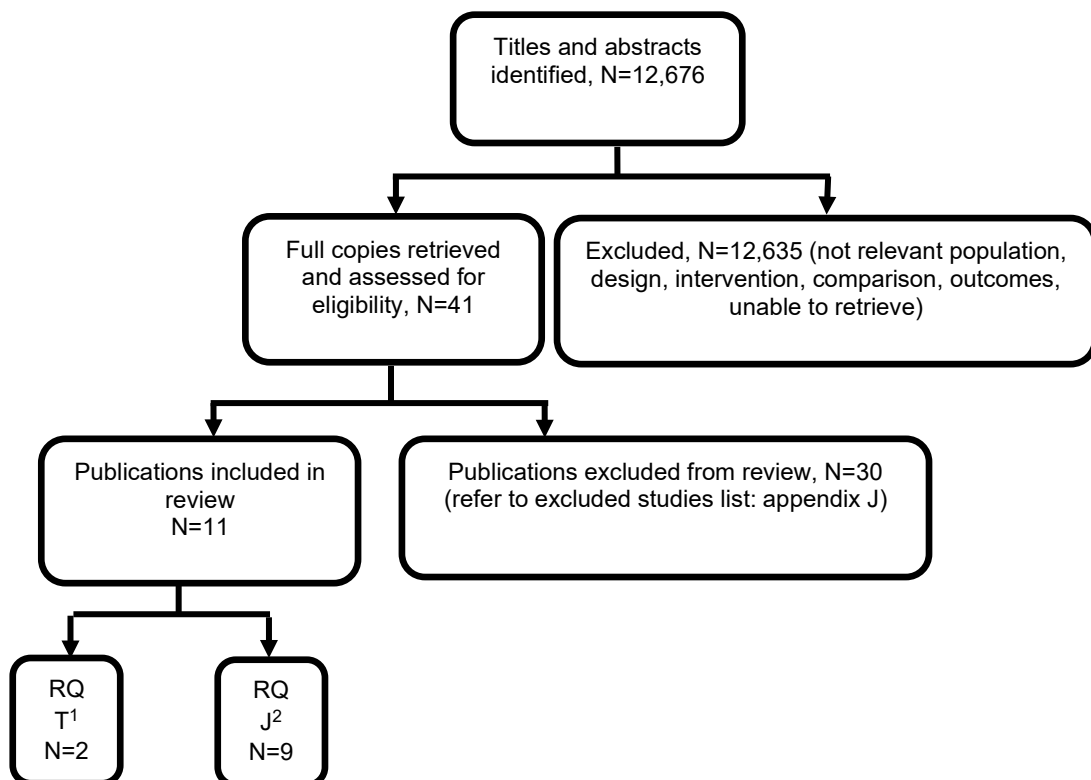 Titles and abstracts
identified, N=12,676
Full copies retrieved
and assessed for
eligibility, N=41
Excluded, N=12,635 (not relevant population,
design, intervention, comparison, outcomes,
unable to retrieve)
Publications included in
review
N=11
Publications excluded from review, N=30
(refer to excluded studies list: appendix J)
RQ
T¹
N=2
RQ
J²
N=9